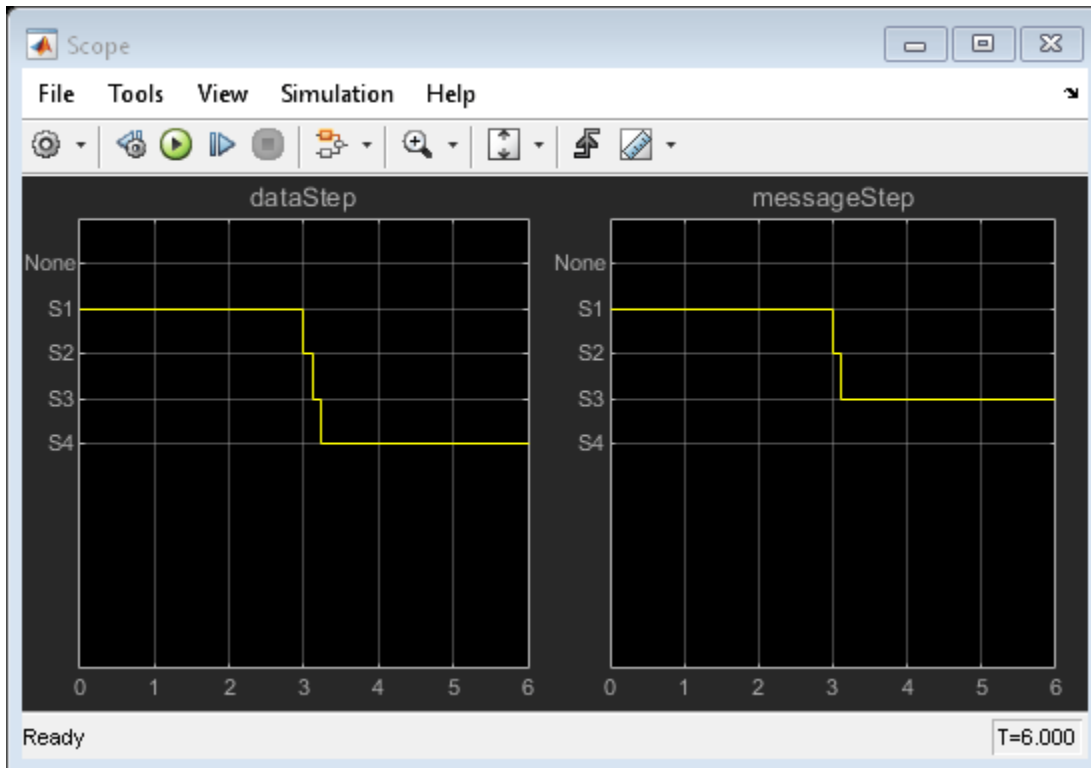 Scope
File Tools View Simulation Help
dataStep
None
S1
S2
S3
S4
0 1 2 3 4 5 6
messageStep
None
S1
S2
S3
S4
0 1 2 3 4 5 6
Ready T=6.000